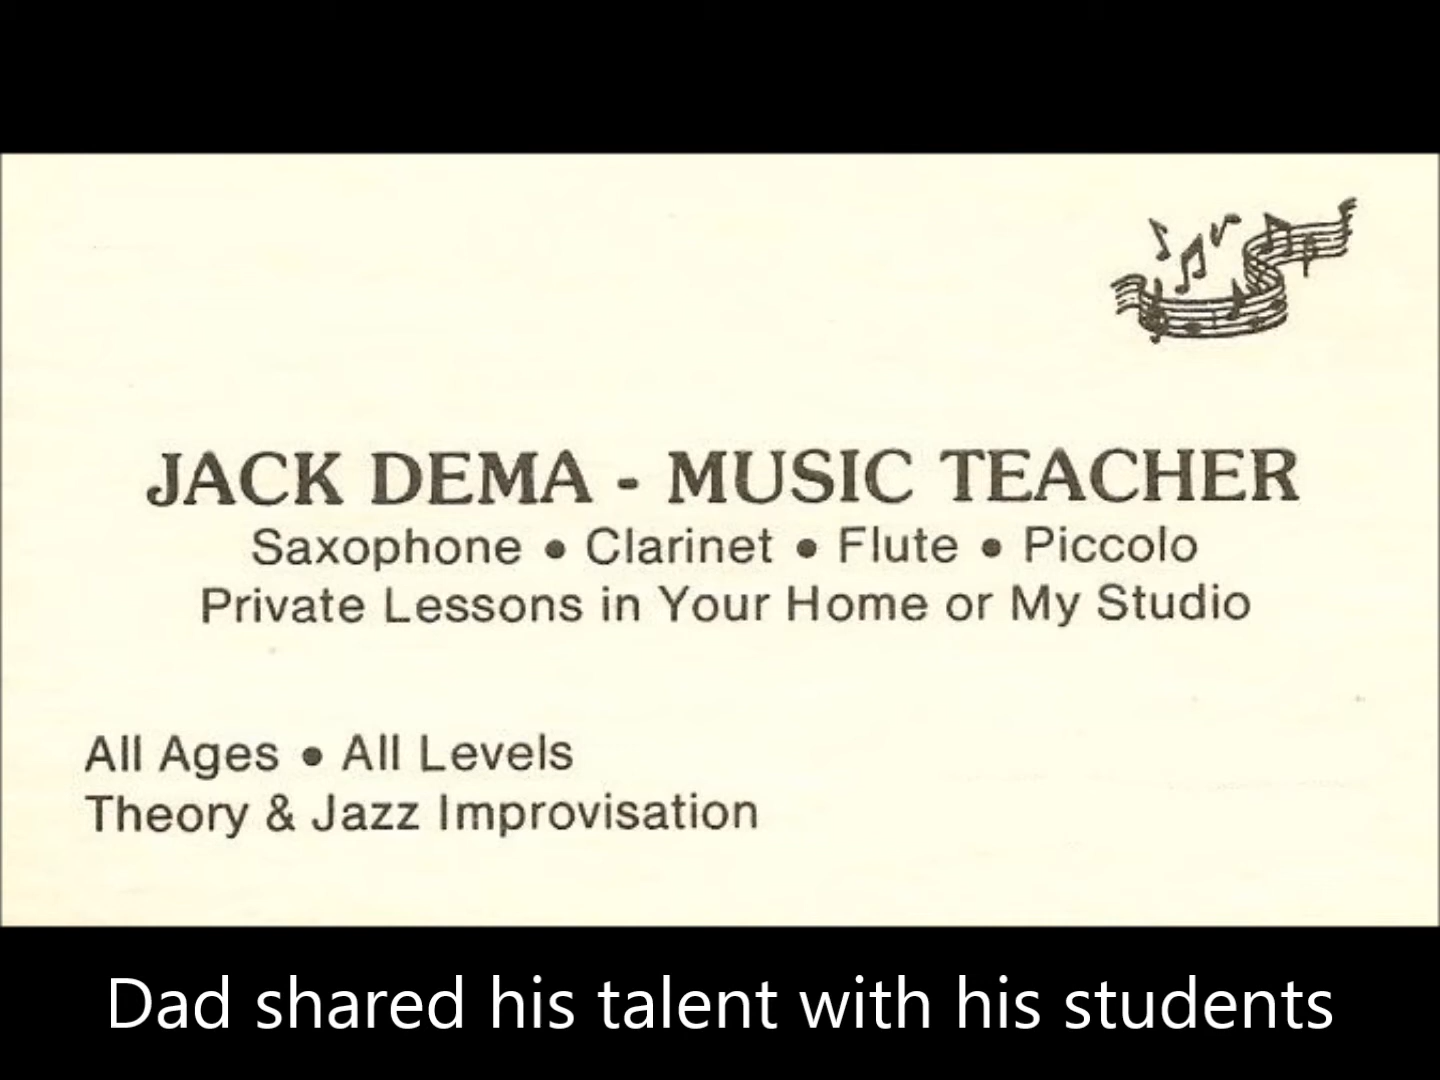 JACK DEMA - MUSIC TEACHER
Saxophone • Clarinet • Flute • Piccolo
Private Lessons in Your Home or My Studio
All Ages • All Levels
Theory & Jazz Improvisation
Dad shared his talent with his students